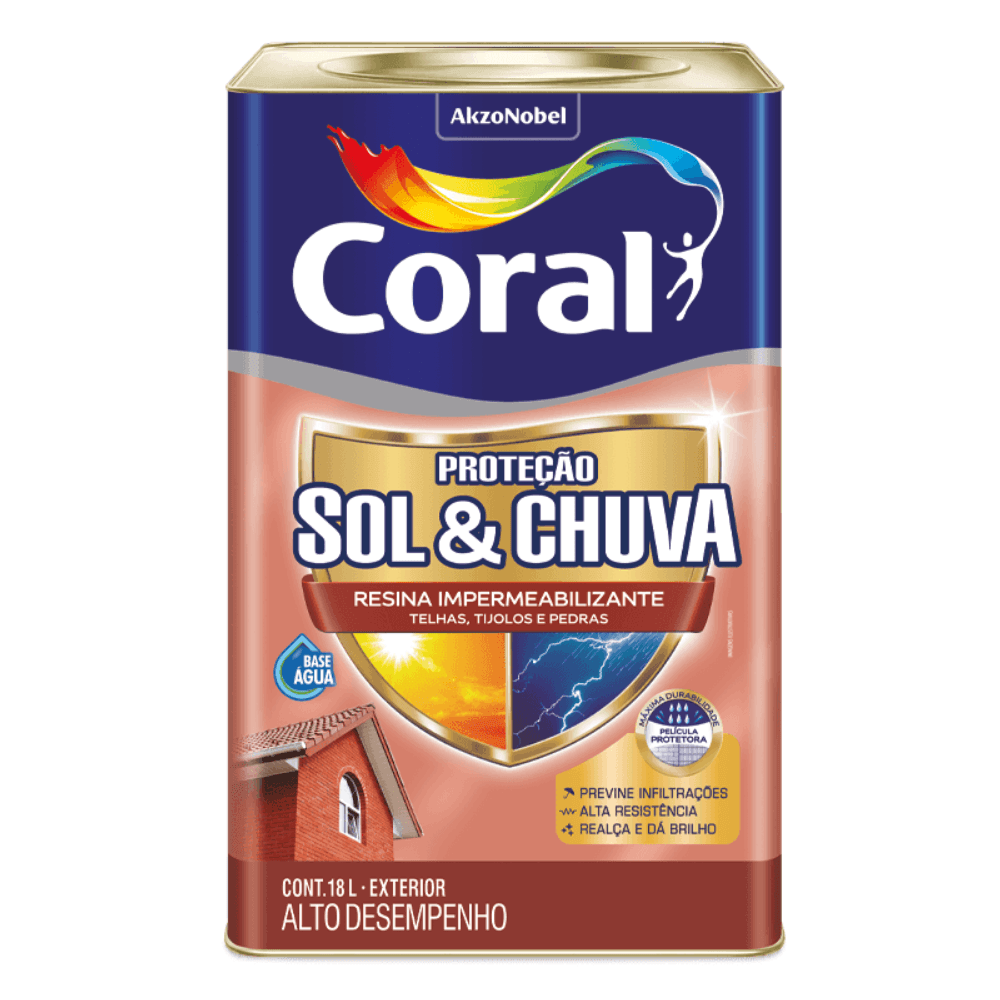 AkzoNobel
Coral
PROTEÇÃO
SOL & CHUVA
RESINA IMPERMEABILIZANTE
TELHAS, TIJOLOS E PEDRAS
BASE
ÁGUA
MÁXIMA DURABILIDADE
PELÍCULA
PROTETORA
PREVINE INFILTRAÇÕES
ALTA RESISTÊNCIA
REALÇA E DÁ BRILHO
CONT. 18 L · EXTERIOR
ALTO DESEMPENHO